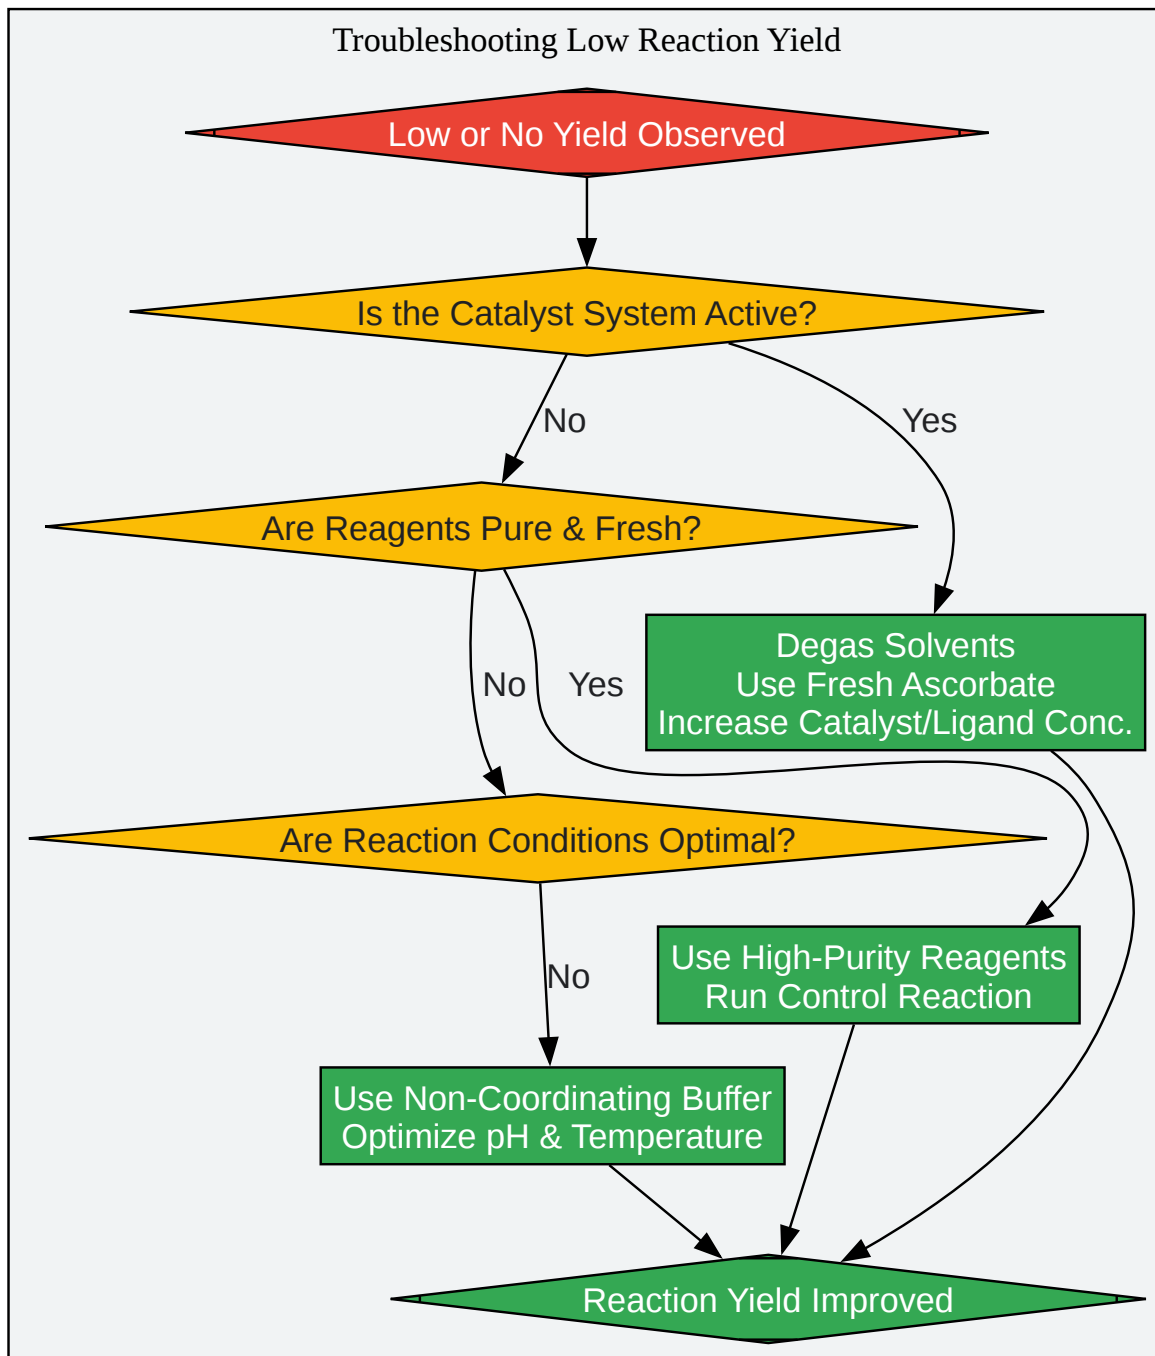 Troubleshooting Low Reaction Yield
Low or No Yield Observed
Is the Catalyst System Active?
No
Yes
Are Reagents Pure & Fresh?
Degas Solvents
Use Fresh Ascorbate
Increase Catalyst/Ligand Conc.
No
Yes
Are Reaction Conditions Optimal?
Use High-Purity Reagents
Run Control Reaction
No
Use Non-Coordinating Buffer
Optimize pH & Temperature
Reaction Yield Improved